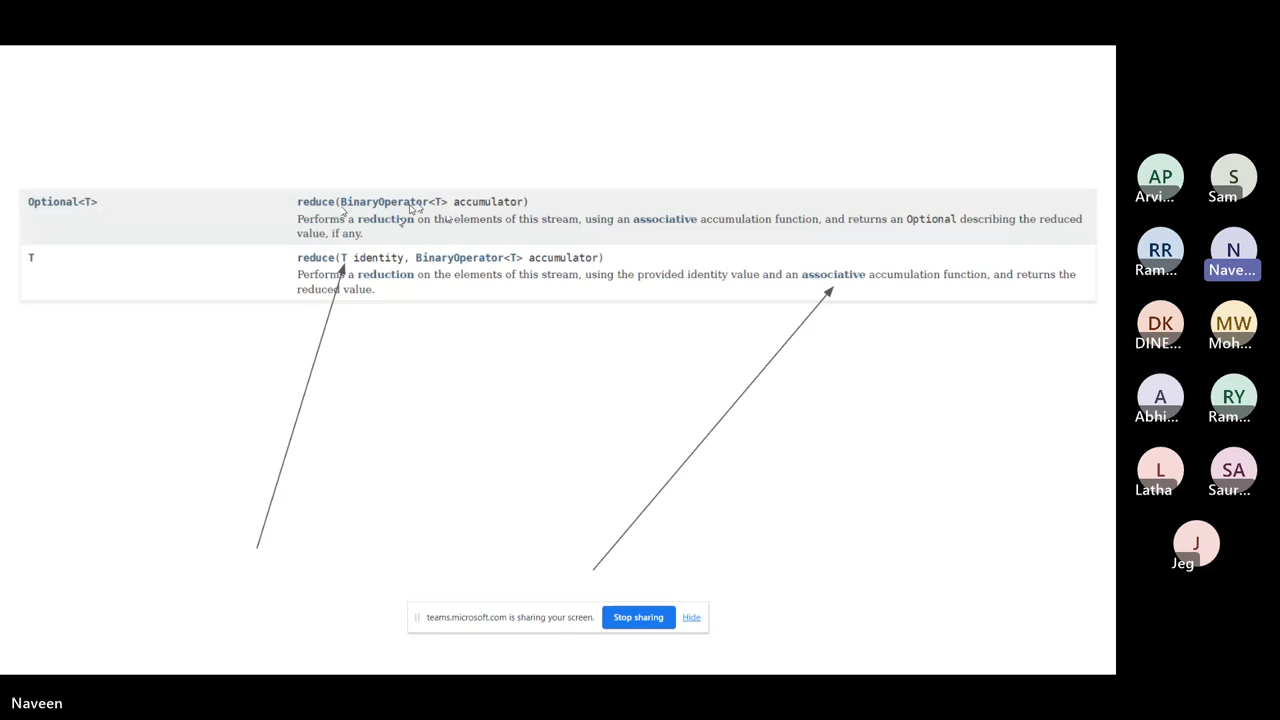 Optional<T>
reduce(BinaryOperator<T> accumulator)
Performs a reduction on the elements of this stream, using an associative accumulation function, and returns an Optional describing the reduced
value, if any.
T
reduce(T identity, BinaryOperator<T> accumulator)
Performs a reduction on the elements of this stream, using the provided identity value and an associative accumulation function, and returns the
reduced value.
teams.microsoft.com is sharing your screen.
Stop sharing
Hide
AP
Arvi...
S
Sam
RR
Ram...
N
Nave...
DK
DINE...
MW
Moh...
A
Abhi...
RY
Ram...
L
Latha
SA
Saur...
J
Jeg
Naveen